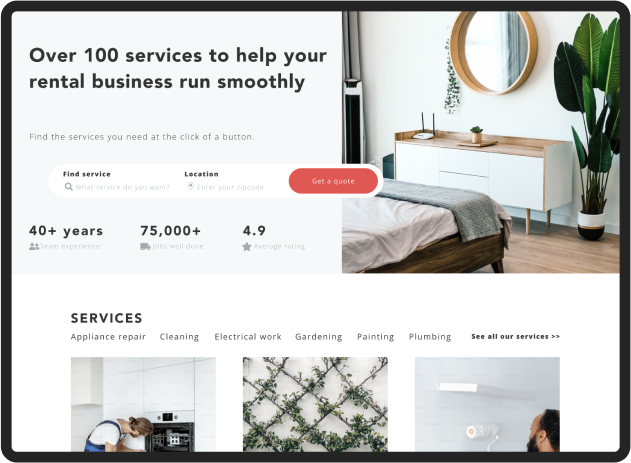 Over 100 services to help your
rental business run smoothly
Find the services you need at the click of a button.
Find service
Location
What service do you want?
Enter your zipcode
Get a quote
40+ years
75,000+
4.9
Team experience
Jobs well done
Average rating
SERVICES
Appliance repair Cleaning Electrical work Gardening Painting Plumbing See all our services >>